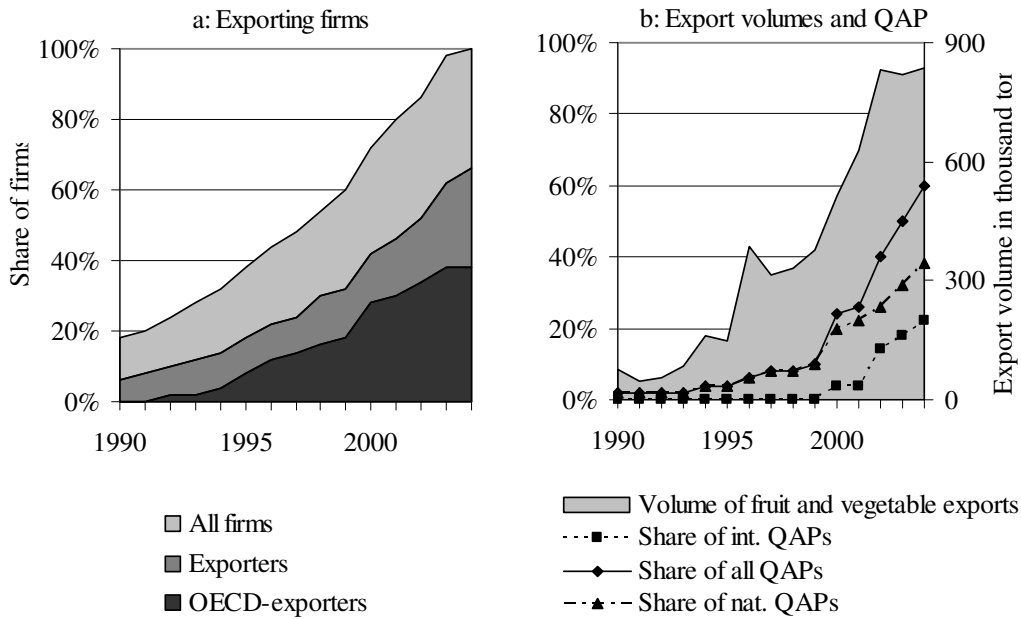 a: Exporting firms
100%
80%
60%
40%
20%
0%
Share of firms
1990
1995
2000
All firms
Exporters
OECD-exporters
b: Export volumes and QAP
100%
80%
60%
40%
20%
0%
900
600
300
0
Export volume in thousand tor
1990
1995
2000
Volume of fruit and vegetable exports
Share of int. QAPs
Share of all QAPs
Share of nat. QAPs